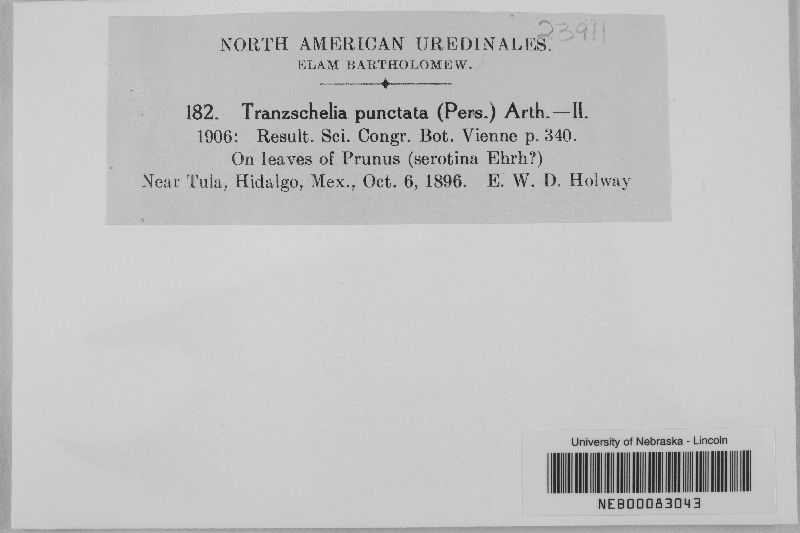 23911
NORTH AMERICAN UREDINALES.
ELAM BARTHOLOMEW.
182. Tranzschelia punctata (Pers.) Arth.—II.
1906: Result. Sci. Congr. Bot. Vienne p. 340.
On leaves of Prunus (serotina Ehrh?)
Near Tula, Hidalgo, Mex., Oct. 6, 1896. E. W. D. Holway
University of Nebraska - Lincoln
NEB00083043